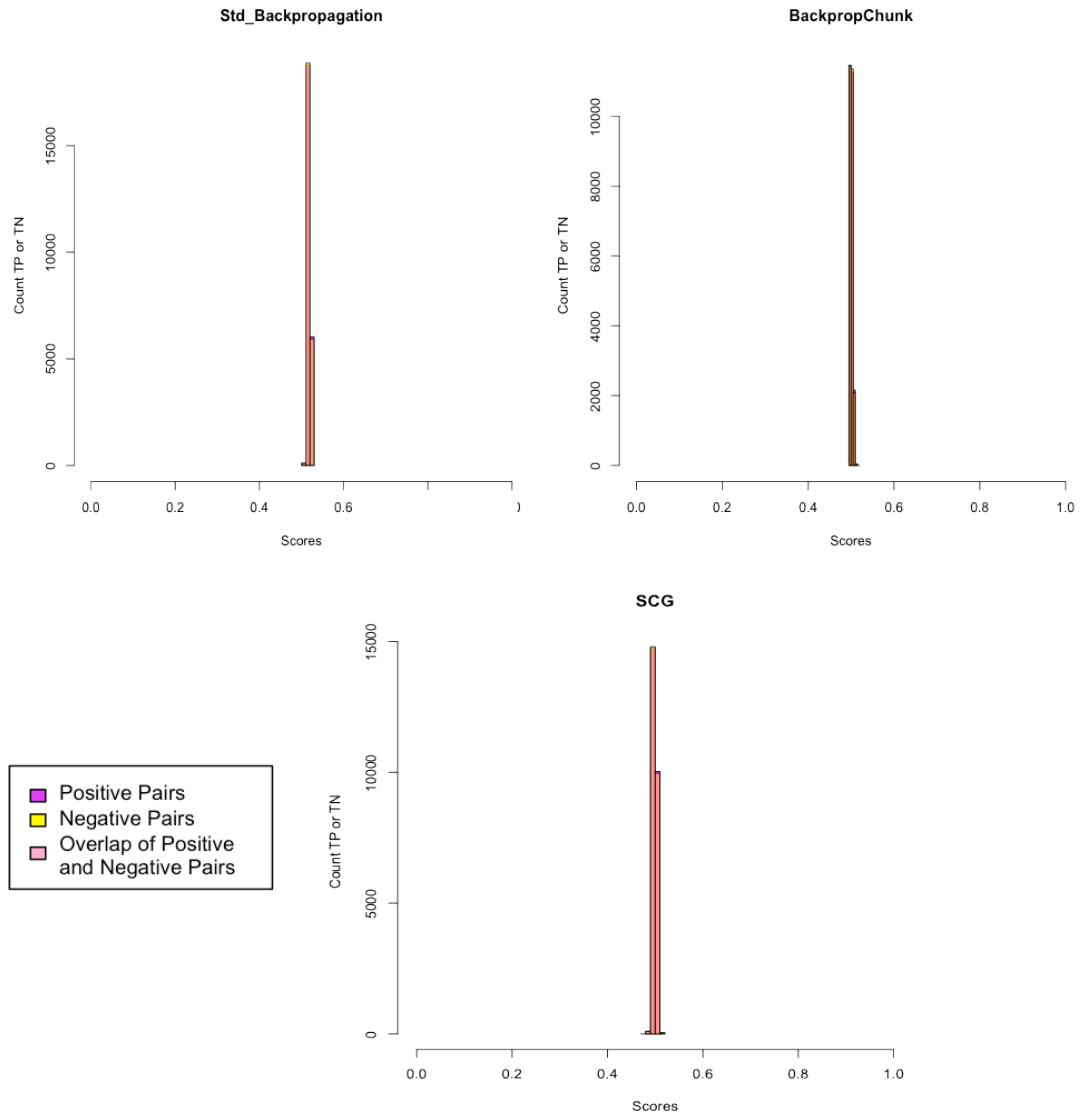 Std_Backpropagation
BackpropChunk
Count TP or TN
0
5000
10000
15000
0.0 0.2 0.4 0.6
Scores
Count TP or TN
0
2000
4000
6000
8000
10000
0.0 0.2 0.4 0.6 0.8 1.0
Scores
SCG
Positive Pairs
Negative Pairs
Overlap of Positive
and Negative Pairs
Count TP or TN
0
5000
10000
15000
0.0 0.2 0.4 0.6 0.8 1.0
Scores